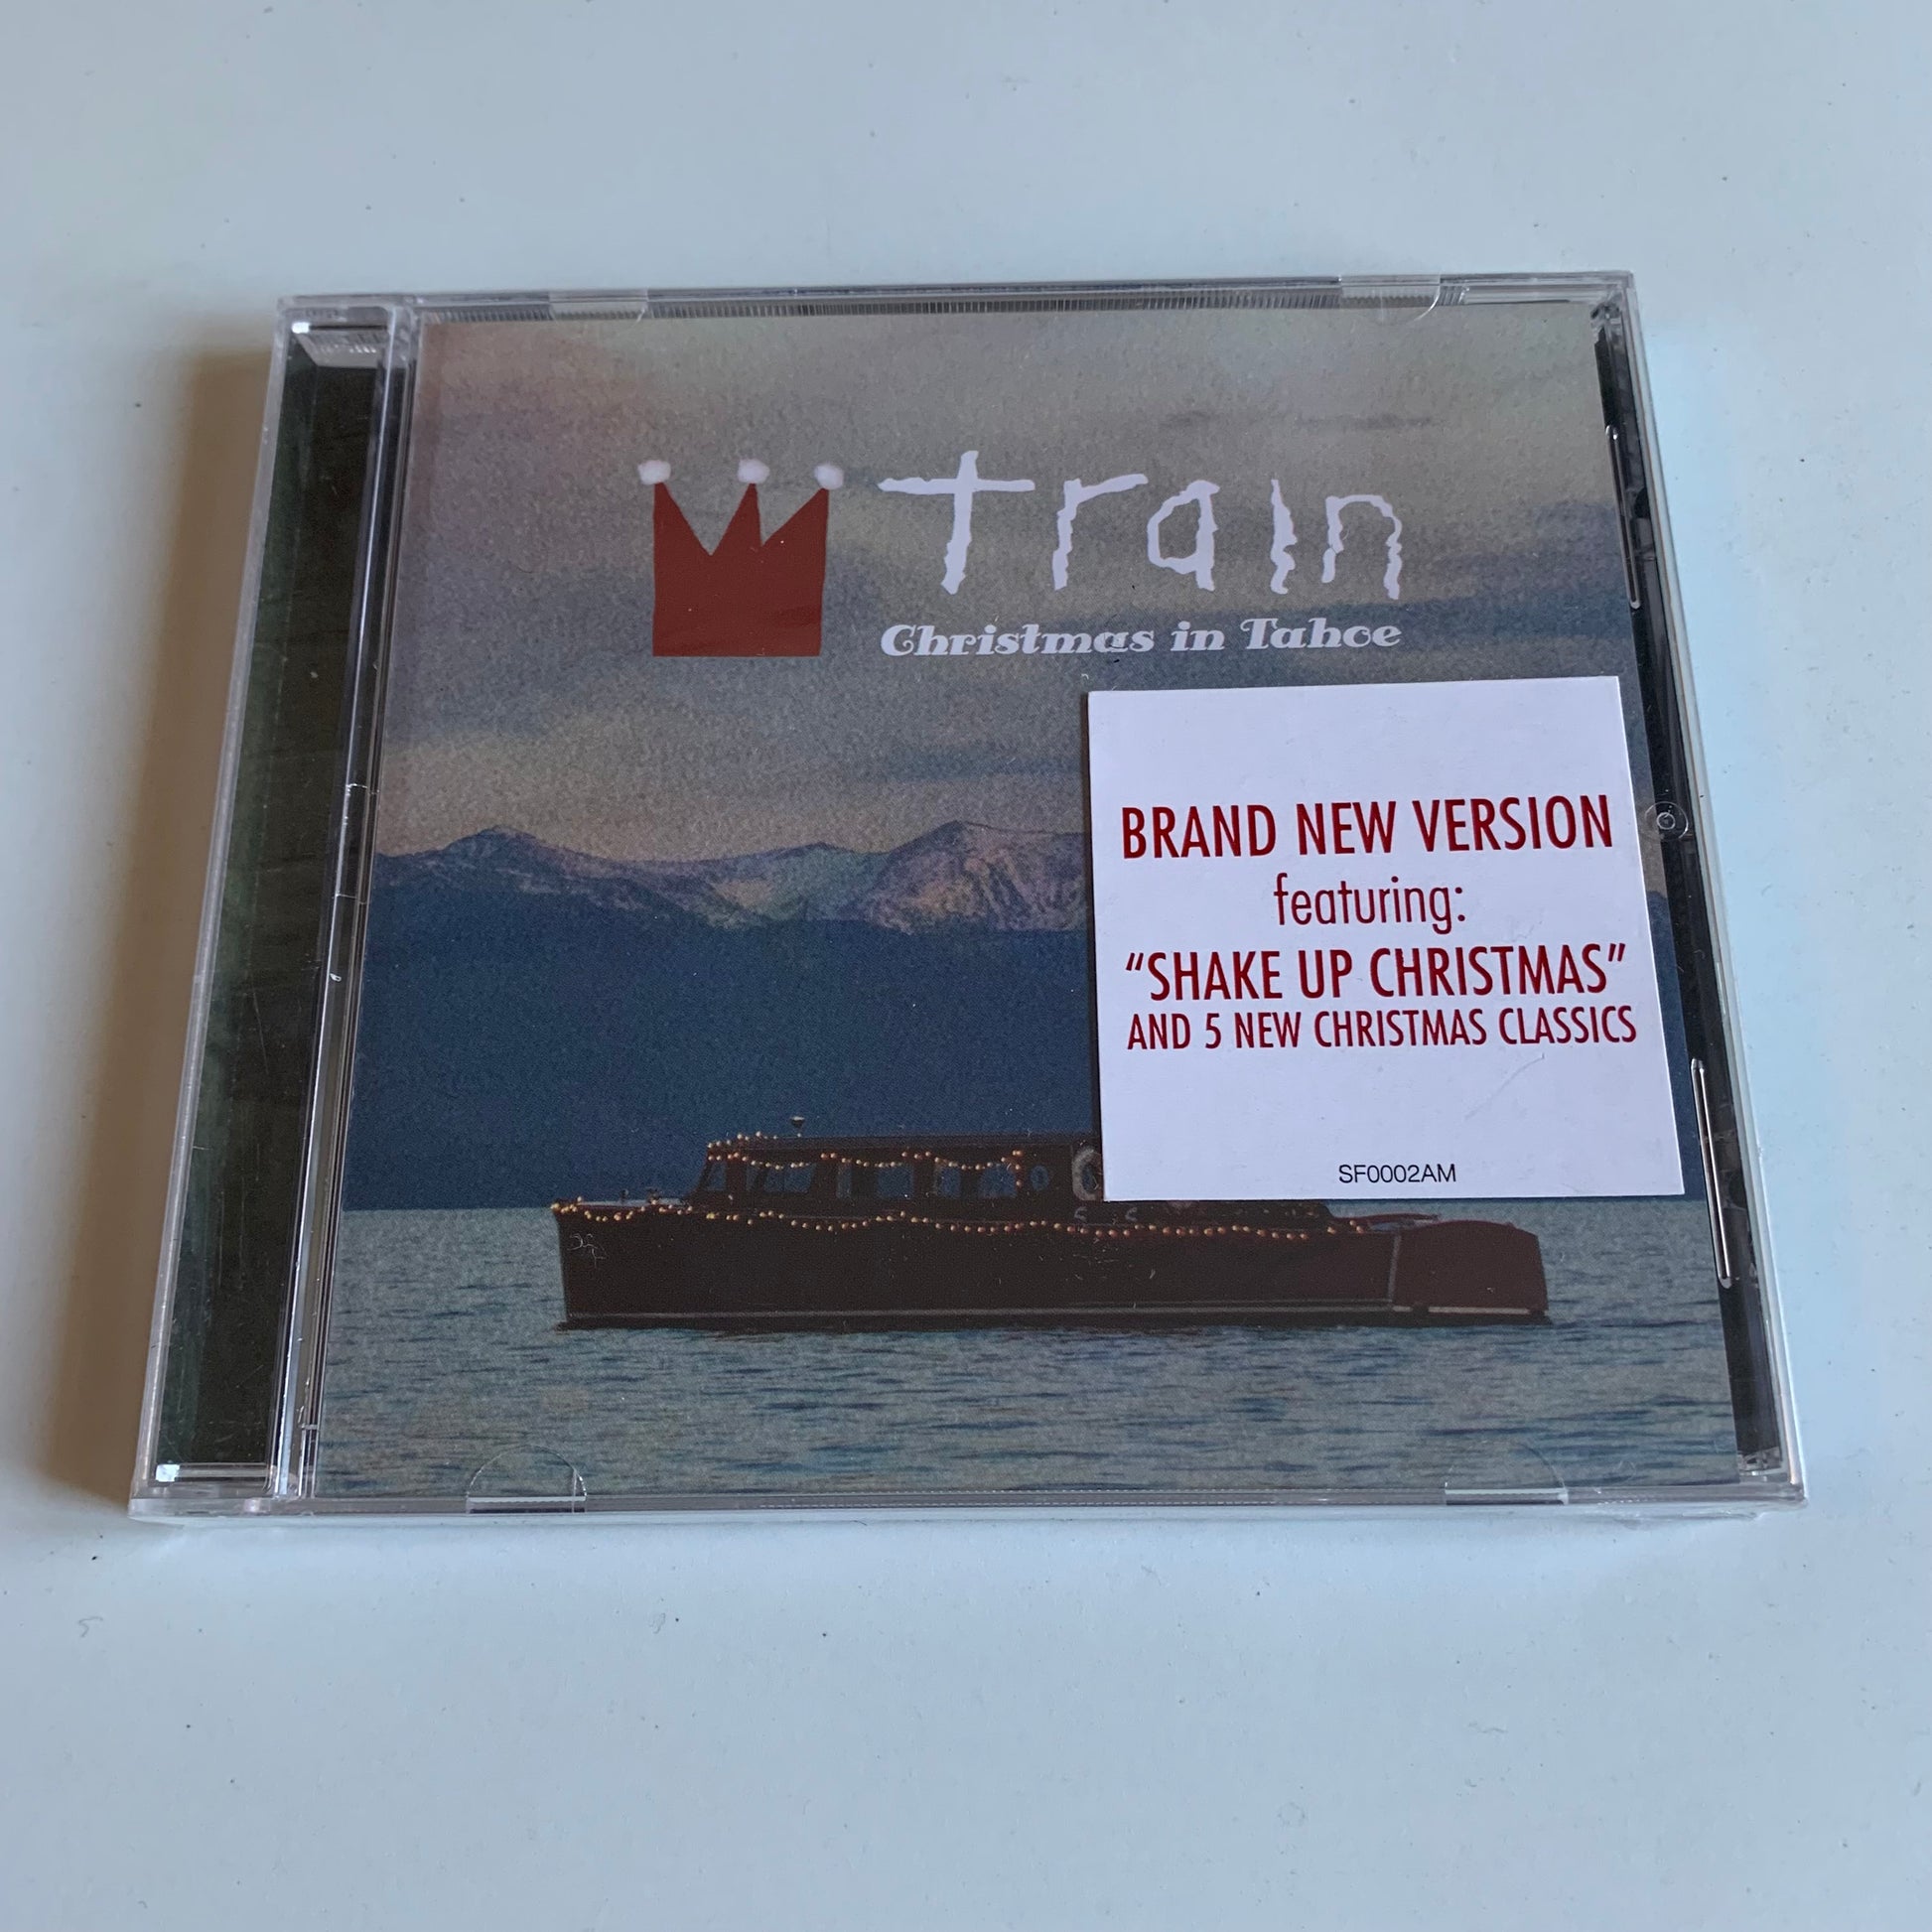 train
Christmas in Tahoe
BRAND NEW VERSION
featuring:
“SHAKE UP CHRISTMAS”
AND 5 NEW CHRISTMAS CLASSICS
SF0002AM